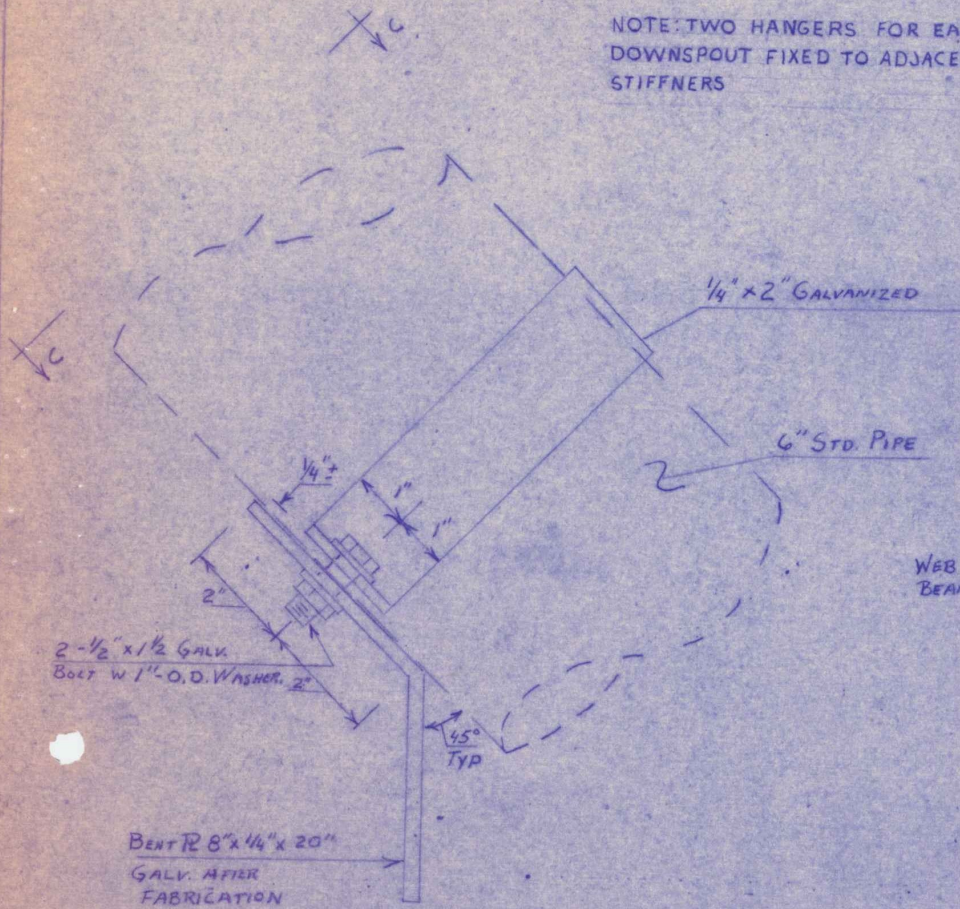 C
NOTE: TWO HANGERS FOR EA
DOWNSPOUT FIXED TO ADJACE
STIFFNERS
1/4" x 2" GALVANIZED
C
6" STD. PIPE
1/4" ±
1"
1"
WEB
BEAM
2"
2 - 1/2" x 1 1/2 GALV.
BOLT W 1"-O.D. WASHER.
2"
45°
TYP
BENT PL 8" x 1/4" x 20"
GALV. AFTER
FABRICATION